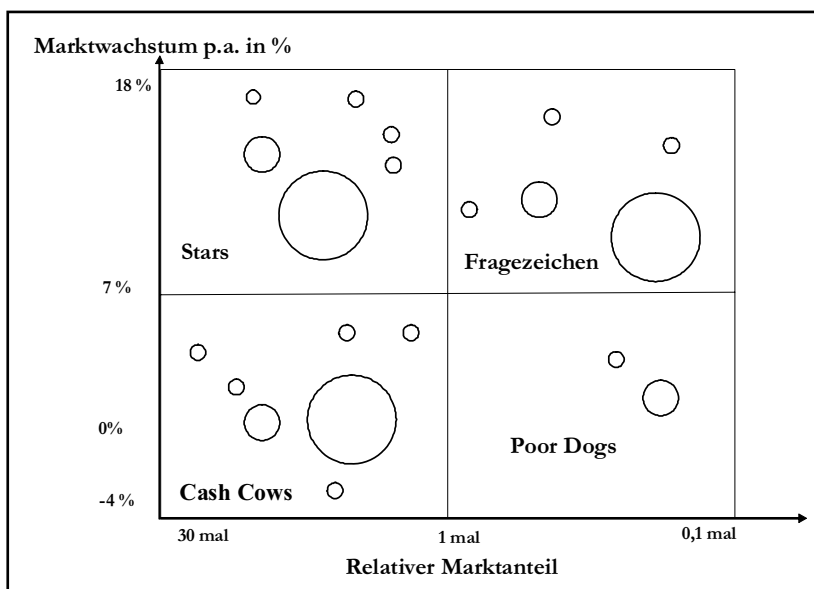 Marktwachstum p.a. in %
18 %
Stars
Fragezeichen
7 %
0%
Poor Dogs
Cash Cows
-4 %
30 mal
1 mal
0,1 mal
Relativer Marktanteil